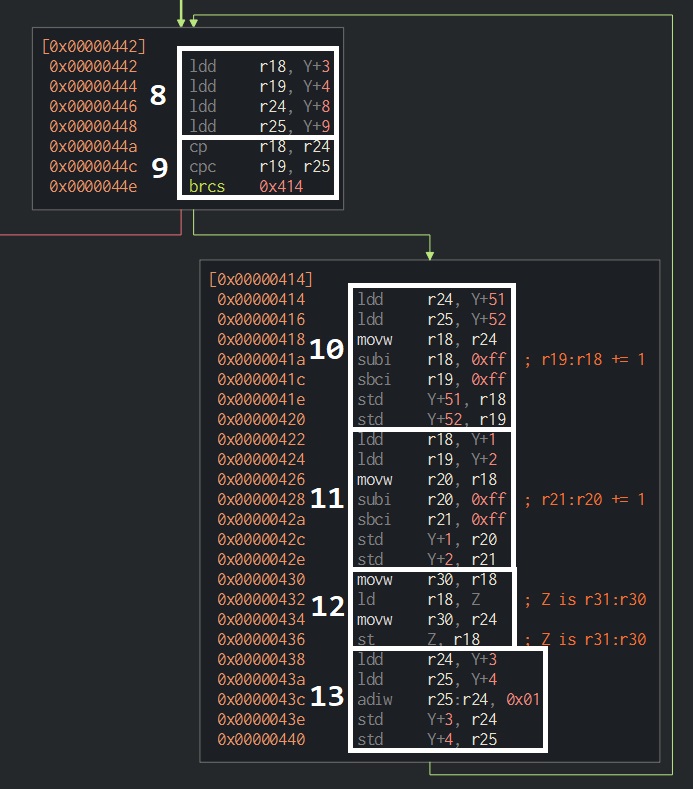 [0x00000442]
0x00000442 ldd r18, Y+3
0x00000444 ldd r19, Y+4
8
0x00000446 ldd r24, Y+8
0x00000448 ldd r25, Y+9
0x0000044a cp r18, r24
9
0x0000044c cpc r19, r25
0x0000044e brcs 0x414
[0x00000414]
0x00000414 ldd r24, Y+51
0x00000416 ldd r25, Y+52
0x00000418 movw r18, r24
10
0x0000041a subi r18, 0xff ; r19:r18 += 1
0x0000041c sbci r19, 0xff
0x0000041e std Y+51, r18
0x00000420 std Y+52, r19
0x00000422 ldd r18, Y+1
0x00000424 ldd r19, Y+2
0x00000426 movw r20, r18
11
0x00000428 subi r20, 0xff ; r21:r20 += 1
0x0000042a sbci r21, 0xff
0x0000042c std Y+1, r20
0x0000042e std Y+2, r21
0x00000430 movw r30, r18
12
0x00000432 ld r18, Z ; Z is r31:r30
0x00000434 movw r30, r24
0x00000436 st Z, r18 ; Z is r31:r30
0x00000438 ldd r24, Y+3
0x0000043a ldd r25, Y+4
13
0x0000043c adiw r25:r24, 0x01
0x0000043e std Y+3, r24
0x00000440 std Y+4, r25